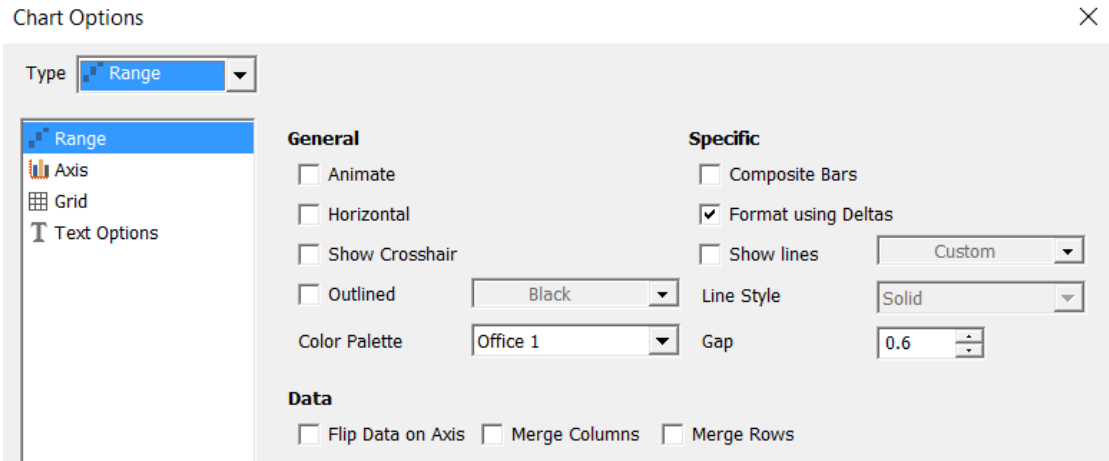 Chart Options
Type Range
Range
Axis
Grid
Text Options
General
Animate
Horizontal
Show Crosshair
Outlined Black
Color Palette Office 1
Specific
Composite Bars
Format using Deltas
Show lines Custom
Line Style Solid
Gap 0.6
Data
Flip Data on Axis Merge Columns Merge Rows